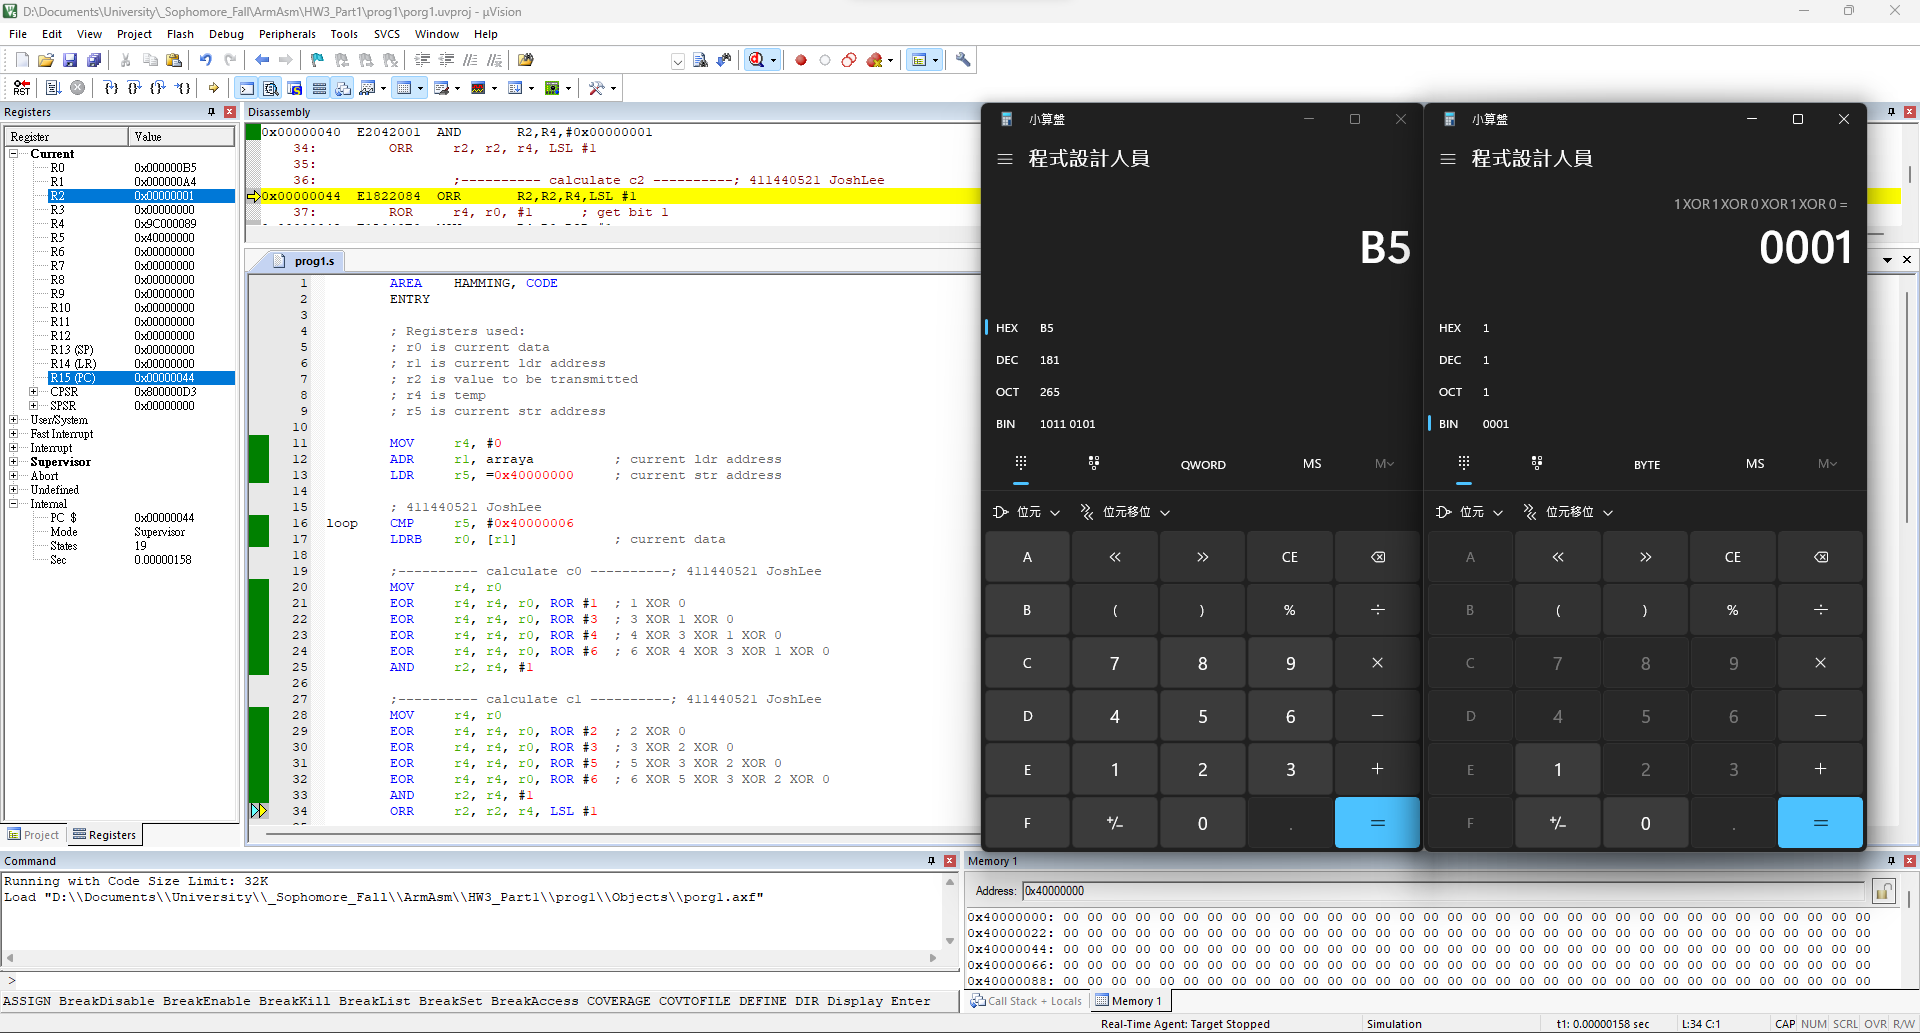 D:\Documents\University\_Sophomore_Fall\ArmAsm\HW3_Part1\prog1\porg1.uvproj - µVision
File Edit View Project Flash Debug Peripherals Tools SVCS Window Help
Registers
Register Value
Current
R0 0x000000B5
R1 0x000000A4
R2 0x00000001
R3 0x00000000
R4 0x9C000089
R5 0x40000000
R6 0x00000000
R7 0x00000000
R8 0x00000000
R9 0x00000000
R10 0x00000000
R11 0x00000000
R12 0x00000000
R13 (SP) 0x00000000
R14 (LR) 0x00000000
R15 (PC) 0x00000044
CPSR 0x800000D3
SPSR 0x00000000
User/System
Fast Interrupt
Interrupt
Supervisor
Abort
Undefined
Internal
PC $ 0x00000044
Mode Supervisor
States 19
Sec 0.00000158
Project Registers
Disassembly
0x00000040 E2042001 AND R2,R4,#0x00000001
34: ORR r2, r2, r4, LSL #1
35:
36: ;---------- calculate c2 ----------; 411440521 JoshLee
0x00000044 E1822084 ORR R2,R2,R4,LSL #1
37: ROR r4, r0, #1 ; get bit 1
prog1.s
1 AREA HAMMING, CODE
2 ENTRY
3
4 ; Registers used:
5 ; r0 is current data
6 ; r1 is current ldr address
7 ; r2 is value to be transmitted
8 ; r4 is temp
9 ; r5 is current str address
10
11 MOV r4, #0
12 ADR r1, arraya ; current ldr address
13 LDR r5, =0x40000000 ; current str address
14
15 ; 411440521 JoshLee
16 loop CMP r5, #0x40000006
17 LDRB r0, [r1] ; current data
18
19 ;---------- calculate c0 ----------; 411440521 JoshLee
20 MOV r4, r0
21 EOR r4, r4, r0, ROR #1 ; 1 XOR 0
22 EOR r4, r4, r0, ROR #3 ; 3 XOR 1 XOR 0
23 EOR r4, r4, r0, ROR #4 ; 4 XOR 3 XOR 1 XOR 0
24 EOR r4, r4, r0, ROR #6 ; 6 XOR 4 XOR 3 XOR 1 XOR 0
25 AND r2, r4, #1
26
27 ;---------- calculate c1 ----------; 411440521 JoshLee
28 MOV r4, r0
29 EOR r4, r4, r0, ROR #2 ; 2 XOR 0
30 EOR r4, r4, r0, ROR #3 ; 3 XOR 2 XOR 0
31 EOR r4, r4, r0, ROR #5 ; 5 XOR 3 XOR 2 XOR 0
32 EOR r4, r4, r0, ROR #6 ; 6 XOR 5 XOR 3 XOR 2 XOR 0
33 AND r2, r4, #1
34 ORR r2, r2, r4, LSL #1
小算盤
程式設計人員
B5
HEX B5
DEC 181
OCT 265
BIN 1011 0101
QWORD MS M
位元 位元移位
A « » CE
B ( ) % ÷
C 7 8 9 ×
D 4 5 6 −
E 1 2 3 +
F +/− 0 . =
小算盤
程式設計人員
1 XOR 1 XOR 0 XOR 1 XOR 0 =
0001
HEX 1
DEC 1
OCT 1
BIN 0001
BYTE MS M
位元 位元移位
A « » CE
B ( ) % ÷
C 7 8 9 ×
D 4 5 6 −
E 1 2 3 +
F +/− 0 . =
Command
Running with Code Size Limit: 32K
Load "D:\\Documents\\University\\_Sophomore_Fall\\ArmAsm\\HW3_Part1\\prog1\\Objects\\porg1.axf"
>
ASSIGN BreakDisable BreakEnable BreakKill BreakList BreakSet BreakAccess COVERAGE COVTOFILE DEFINE DIR Display Enter
Memory 1
Address: 0x40000000
0x40000000: 00 00 00 00 00 00 00 00 00 00 00 00 00 00 00 00 00 00 00 00 00 00 00 00 00 00 00 00 00 00 00 00 00 00
0x40000022: 00 00 00 00 00 00 00 00 00 00 00 00 00 00 00 00 00 00 00 00 00 00 00 00 00 00 00 00 00 00 00 00 00 00
0x40000044: 00 00 00 00 00 00 00 00 00 00 00 00 00 00 00 00 00 00 00 00 00 00 00 00 00 00 00 00 00 00 00 00 00 00
0x40000066: 00 00 00 00 00 00 00 00 00 00 00 00 00 00 00 00 00 00 00 00 00 00 00 00 00 00 00 00 00 00 00 00 00 00
0x40000088: 00 00 00 00 00 00 00 00 00 00 00 00 00 00 00 00 00 00 00 00 00 00 00 00 00 00 00 00 00 00 00 00 00 00
Call Stack + Locals Memory 1
Real-Time Agent: Target Stopped Simulation t1: 0.00000158 sec L:34 C:1 CAP NUM SCRL OVR R/W